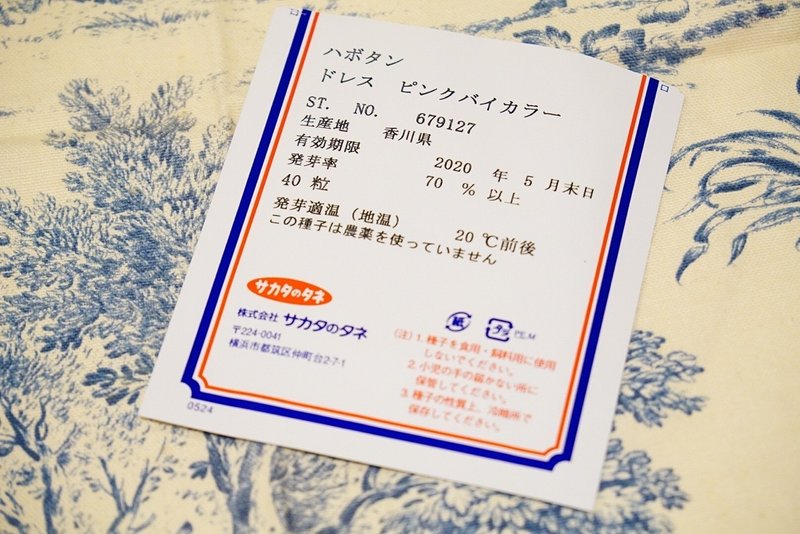 ハボタン
ドレス ピンクバイカラー
ST. NO. 679127
生産地 香川県
有効期限 2020 年 5 月末日
発芽率 70 % 以上
40 粒
発芽適温（地温） 20 ℃前後
この種子は農薬を使っていません
サカタのタネ
株式会社 サカタのタネ
〒224-0041
横浜市都筑区仲町台2-7-1
紙
プラ
PE,M
(注) 1. 種子を食用・飼料用に使用
しないでください。
2. 小児の手の届かない所に
保管してください。
3. 種子の性質上、冷暗所で
保存してください。
0524